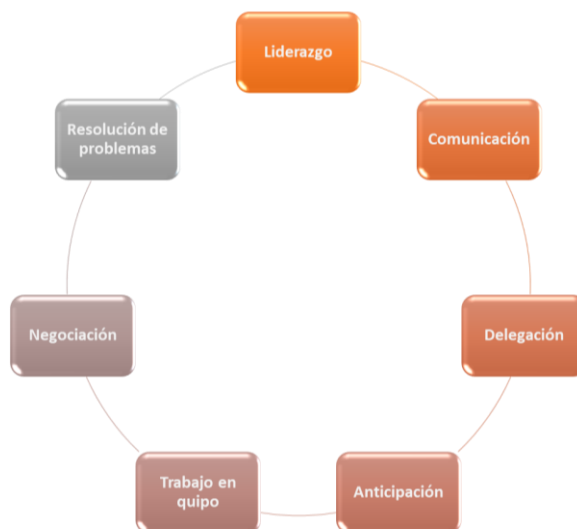 Liderazgo
Comunicación
Delegación
Anticipación
Trabajo en
quipo
Negociación
Resolución de
problemas